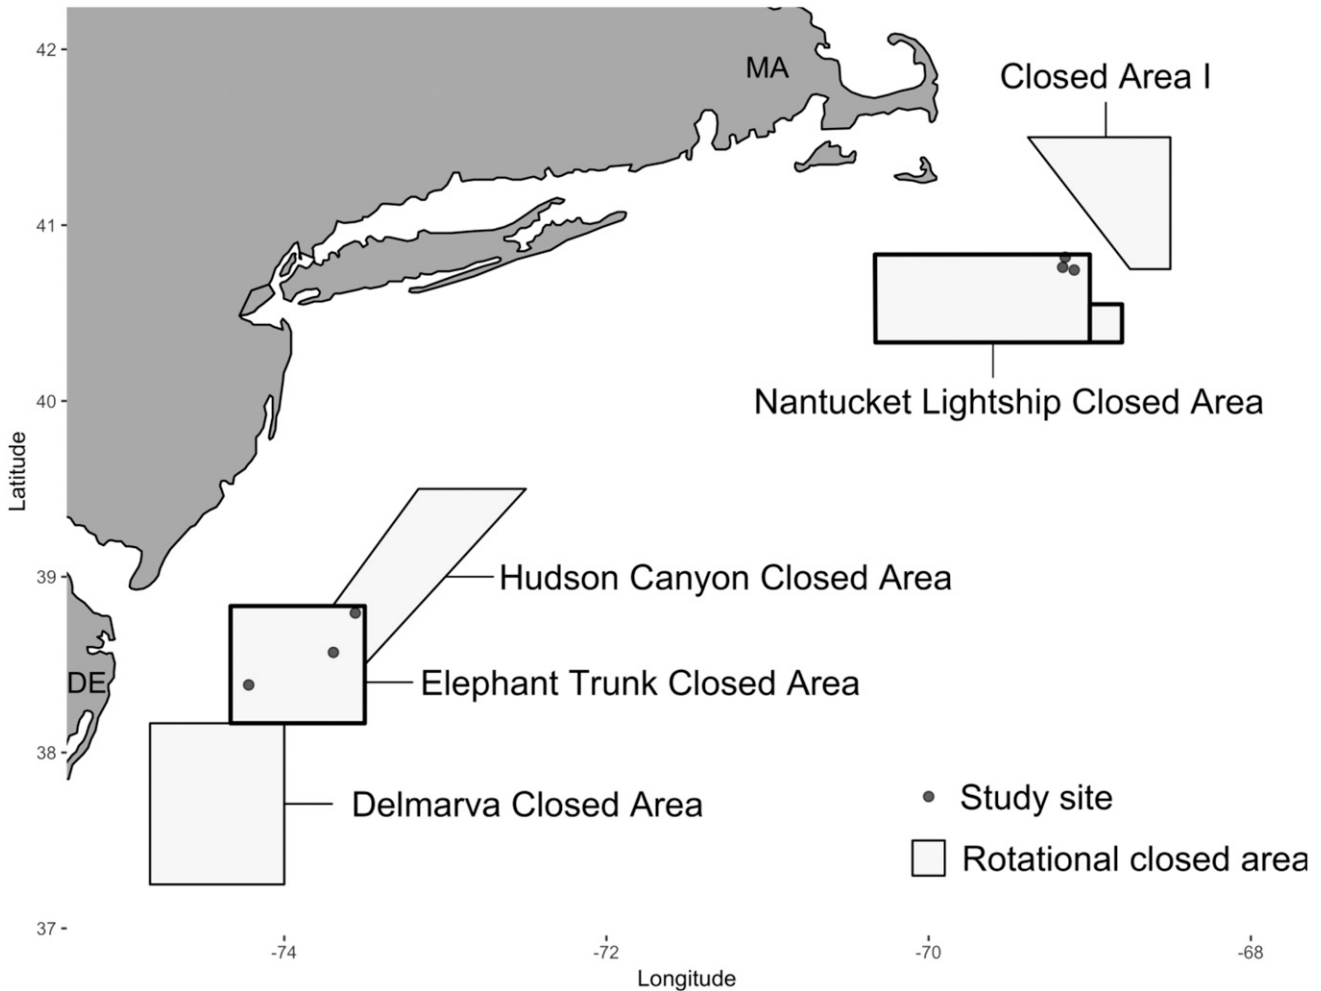 42
MA
Closed Area I
41
40
Nantucket Lightship Closed Area
Latitude
39
Hudson Canyon Closed Area
DE
Elephant Trunk Closed Area
38
Delmarva Closed Area
Study site
Rotational closed area
37
-74
-72
-70
-68
Longitude